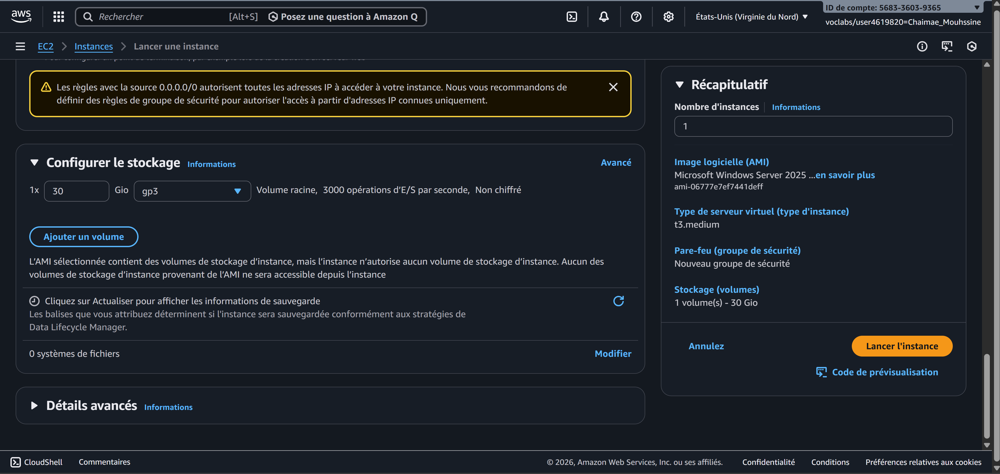 aws
Rechercher [Alt+S] Posez une question à Amazon Q
États-Unis (Virginie du Nord)
ID de compte: 5683-3603-9365
voclabs/user4619820=Chaimae_Mouhssine
EC2 > Instances > Lancer une instance
Les règles avec la source 0.0.0.0/0 autorisent toutes les adresses IP à accéder à votre instance. Nous vous recommandons de
définir des règles de groupe de sécurité pour autoriser l'accès à partir d'adresses IP connues uniquement.
Configurer le stockage Informations Avancé
1x 30 Gio gp3 Volume racine, 3000 opérations d’E/S par seconde, Non chiffré
Ajouter un volume
L’AMI sélectionnée contient des volumes de stockage d’instance, mais l’instance n’autorise aucun volume de stockage d’instance. Aucun des
volumes de stockage d’instance provenant de l’AMI ne sera accessible depuis l’instance
Cliquez sur Actualiser pour afficher les informations de sauvegarde
Les balises que vous attribuez déterminent si l'instance sera sauvegardée conformément aux stratégies de
Data Lifecycle Manager.
0 systèmes de fichiers Modifier
Détails avancés Informations
Récapitulatif
Nombre d'instances Informations
1
Image logicielle (AMI)
Microsoft Windows Server 2025 ...en savoir plus
ami-06777e7ef7441deff
Type de serveur virtuel (type d'instance)
t3.medium
Pare-feu (groupe de sécurité)
Nouveau groupe de sécurité
Stockage (volumes)
1 volume(s) - 30 Gio
Annulez Lancer l'instance
Code de prévisualisation
CloudShell Commentaires © 2026, Amazon Web Services, Inc. ou ses affiliés. Confidentialité Conditions Préférences relatives aux cookies